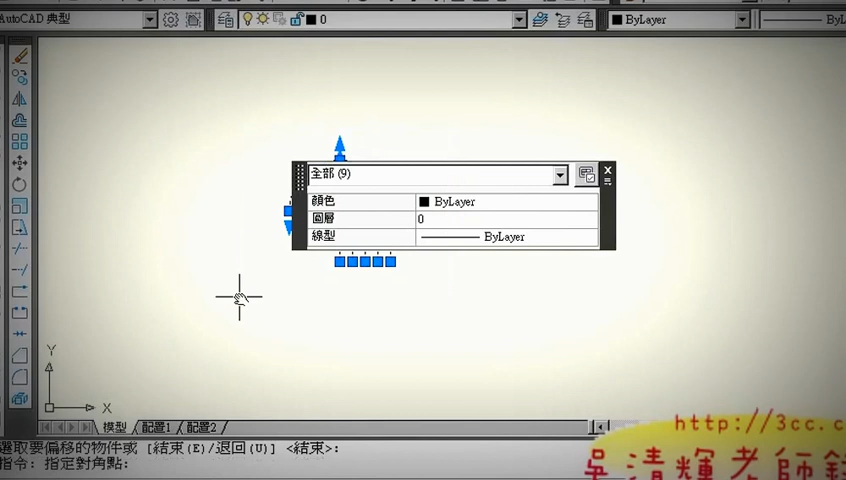 AutoCAD 典型
0
ByLayer
ByL
全部 (9)
顏色 ByLayer
圖層 0
線型 ByLayer
Y
X
模型 配置1 配置2
http://3cc.c
選取要偏移的物件或 [結束(E)/退回(U)] <結束>:
指令: 指定對角點:
吳清輝老師